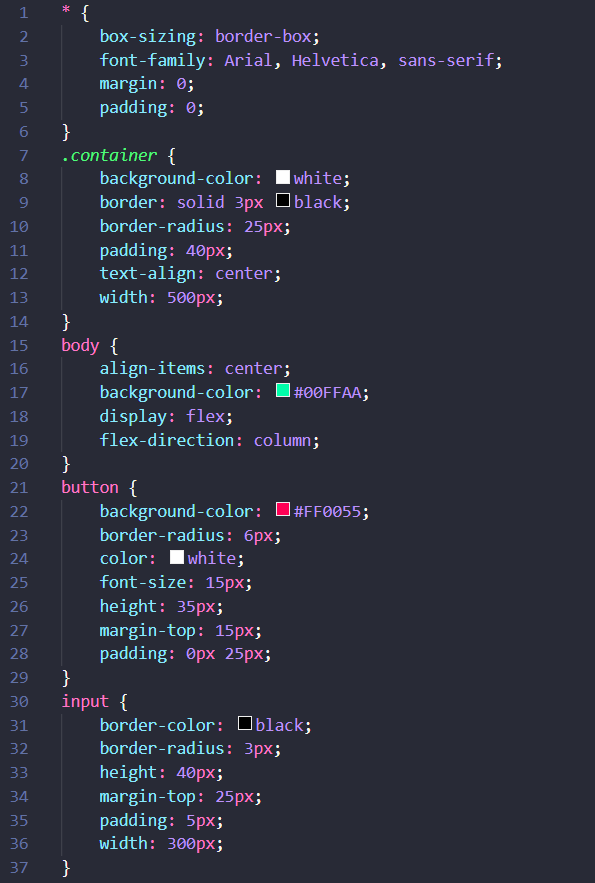 1 * {
2     box-sizing: border-box;
3     font-family: Arial, Helvetica, sans-serif;
4     margin: 0;
5     padding: 0;
6 }
7 .container {
8     background-color: white;
9     border: solid 3px black;
10     border-radius: 25px;
11     padding: 40px;
12     text-align: center;
13     width: 500px;
14 }
15 body {
16     align-items: center;
17     background-color: #00FFAA;
18     display: flex;
19     flex-direction: column;
20 }
21 button {
22     background-color: #FF0055;
23     border-radius: 6px;
24     color: white;
25     font-size: 15px;
26     height: 35px;
27     margin-top: 15px;
28     padding: 0px 25px;
29 }
30 input {
31     border-color: black;
32     border-radius: 3px;
33     height: 40px;
34     margin-top: 25px;
35     padding: 5px;
36     width: 300px;
37 }